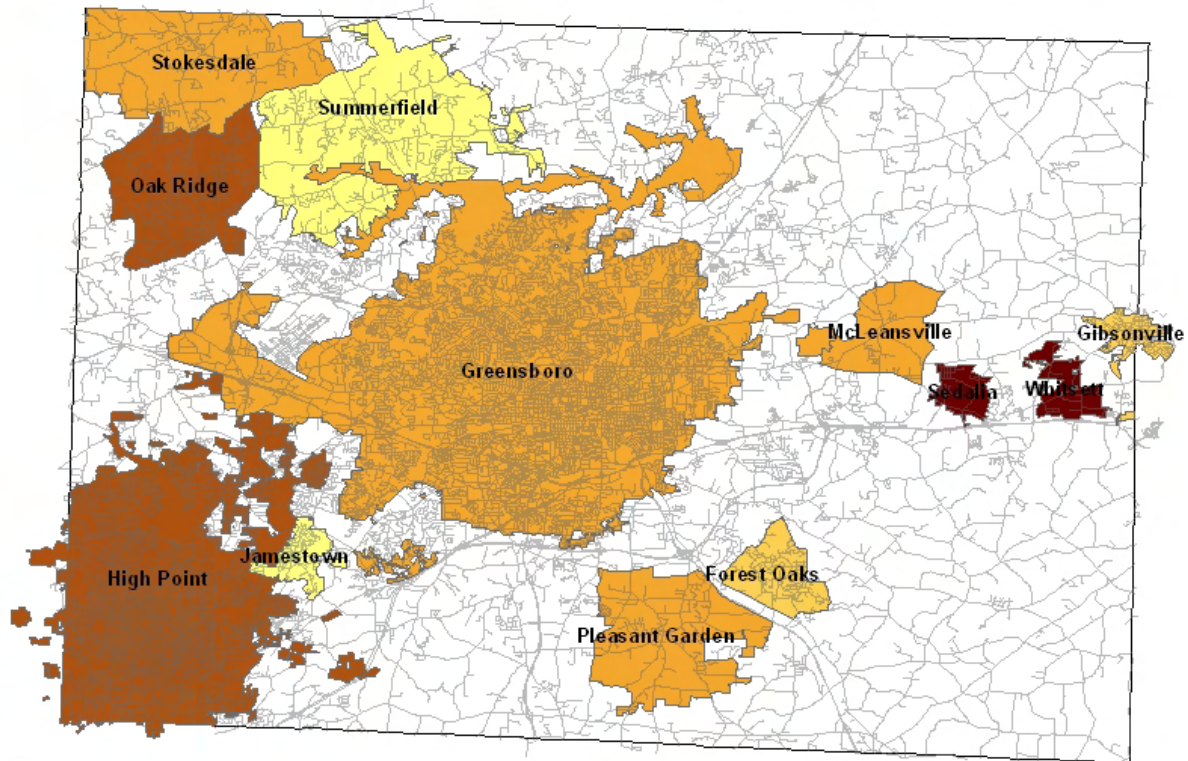 Stokesdale
Summerfield
Oak Ridge
McLeansville
Gibsonville
Greensboro
Sedalia
Whitsett
Jamestown
High Point
Forest Oaks
Pleasant Garden